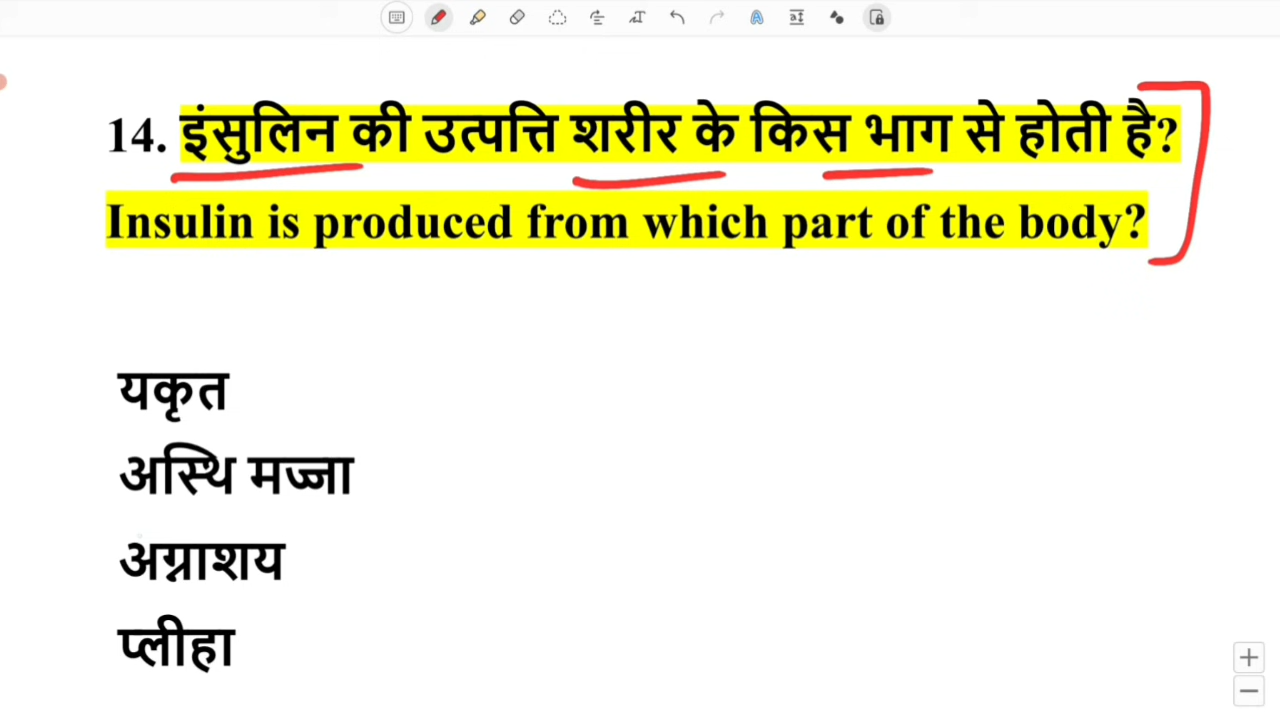 14. इंसुलिन की उत्पत्ति शरीर के किस भाग से होती है?
Insulin is produced from which part of the body?
यकृत
अस्थि मज्जा
अग्नाशय
प्लीहा